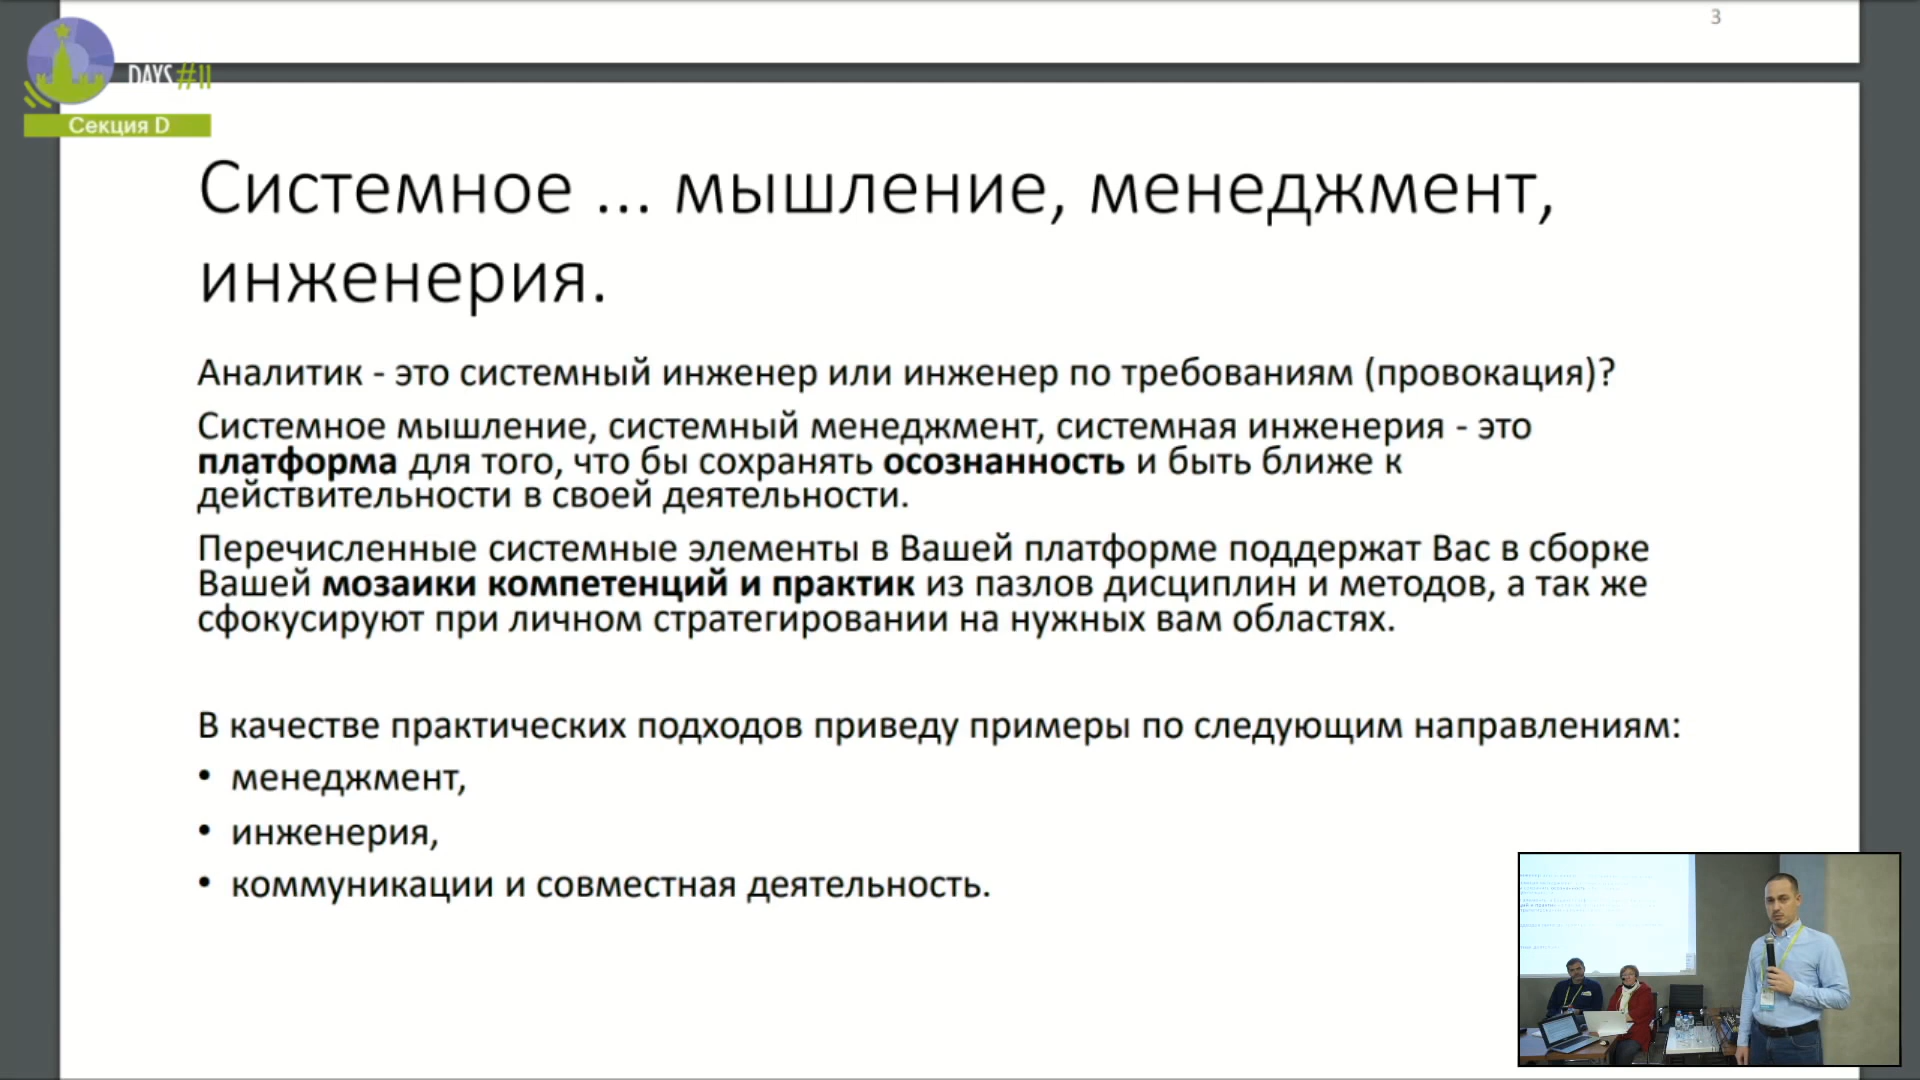 3
DAYS #11
Секция D
Системное ... мышление, менеджмент,
инженерия.
Аналитик - это системный инженер или инженер по требованиям (провокация)?
Системное мышление, системный менеджмент, системная инженерия - это
платформа для того, что бы сохранять осознанность и быть ближе к
действительности в своей деятельности.
Перечисленные системные элементы в Вашей платформе поддержат Вас в сборке
Вашей мозаики компетенций и практик из пазлов дисциплин и методов, а так же
сфокусируют при личном стратегировании на нужных вам областях.
В качестве практических подходов приведу примеры по следующим направлениям:
• менеджмент,
• инженерия,
• коммуникации и совместная деятельность.